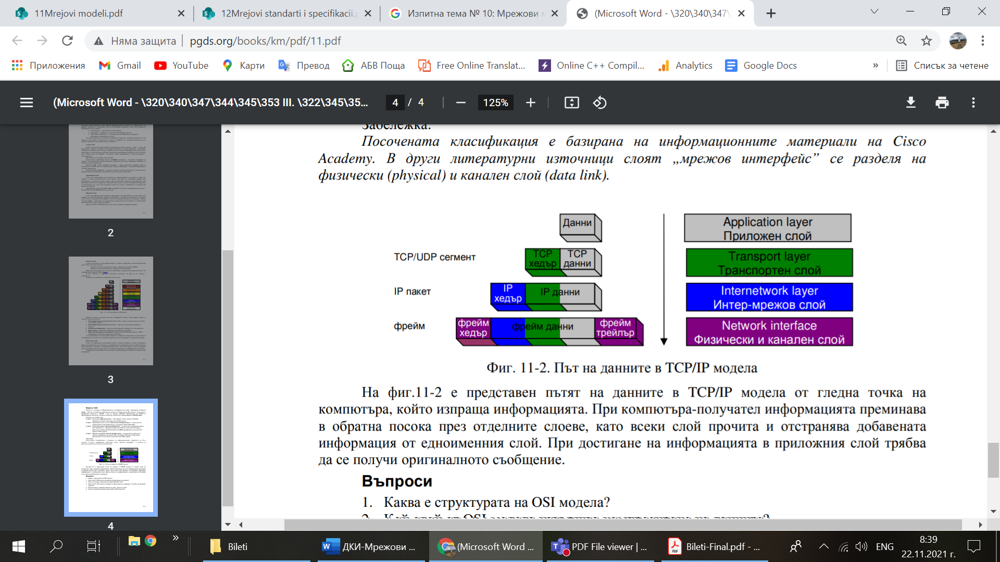 11Mrejovi modeli.pdf
12Mrejovi standarti i specifikacii.p
Изпитна тема № 10: Мрежови м
(Microsoft Word - \320\340\347\
Няма защита
pgds.org/books/km/pdf/11.pdf
Приложения
Gmail
YouTube
Карти
Превод
АБВ Поща
Free Online Translat...
Online C++ Compil...
Analytics
Google Docs
»
Списък за четене
(Microsoft Word - \320\340\347\344\345\353 III. \322\345\35...
4 / 4
125%
2
3
4
Забележка:
Посочената класификация е базирана на информационните материали на Cisco
Academy. В други литературни източници слоят „мрежов интерфейс” се разделя на
физически (physical) и канален слой (data link).
Данни
Application layer
Приложен слой
TCP/UDP сегмент
TCP хедър
TCP данни
Transport layer
Транспортен слой
IP пакет
IP хедър
IP данни
Internetwork layer
Интер-мрежов слой
фрейм
фрейм хедър
фрейм данни
фрейм трейлър
Network interface
Физически и канален слой
Фиг. 11-2. Път на данните в TCP/IP модела
На фиг.11-2 е представен пътят на данните в TCP/IP модела от гледна точка на
компютъра, който изпраща информацията. При компютъра-получател информацията преминава
в обратна посока през отделните слоеве, като всеки слой прочита и отстранява добавената
информация от едноименния слой. При достигане на информацията в приложния слой трябва
да се получи оригиналното съобщение.
Въпроси
1. Каква е структурата на OSI модела?
Bileti
ДКИ-Мрежови ...
(Microsoft Word ...
PDF File viewer | ...
Bileti-Final.pdf - ...
ENG
8:39
22.11.2021 г.